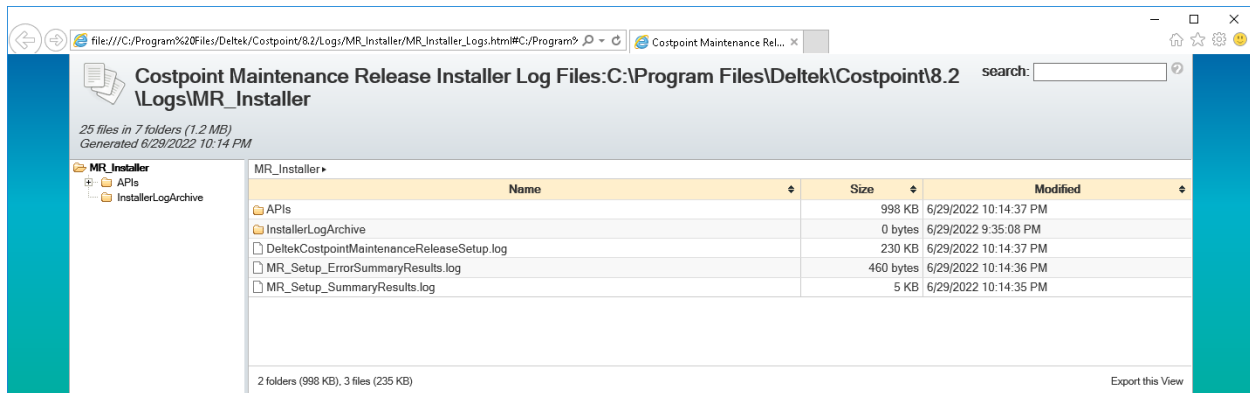 file:///C:/Program%20Files/Deltek/Costpoint/8.2/Logs/MR_Installer/MR_Installer_Logs.html#C:/Program%
Costpoint Maintenance Rel...
Costpoint Maintenance Release Installer Log Files:C:\Program Files\Deltek\Costpoint\8.2
\Logs\MR_Installer
search:
25 files in 7 folders (1.2 MB)
Generated 6/29/2022 10:14 PM
MR_Installer
APIs
InstallerLogArchive
MR_Installer
Name Size Modified
APIs 998 KB 6/29/2022 10:14:37 PM
InstallerLogArchive 0 bytes 6/29/2022 9:35:08 PM
DeltekCostpointMaintenanceReleaseSetup.log 230 KB 6/29/2022 10:14:37 PM
MR_Setup_ErrorSummaryResults.log 460 bytes 6/29/2022 10:14:36 PM
MR_Setup_SummaryResults.log 5 KB 6/29/2022 10:14:35 PM
2 folders (998 KB), 3 files (235 KB)
Export this View